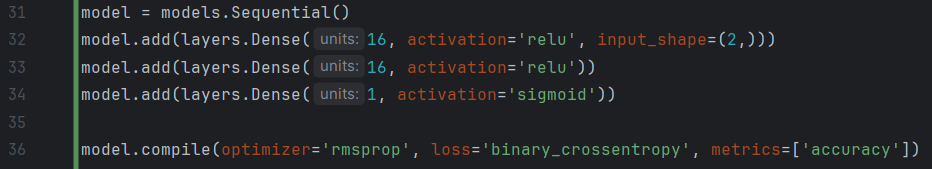 31 model = models.Sequential()
32 model.add(layers.Dense( units: 16, activation='relu', input_shape=(2,)))
33 model.add(layers.Dense( units: 16, activation='relu'))
34 model.add(layers.Dense( units: 1, activation='sigmoid'))
35
36 model.compile(optimizer='rmsprop', loss='binary_crossentropy', metrics=['accuracy'])